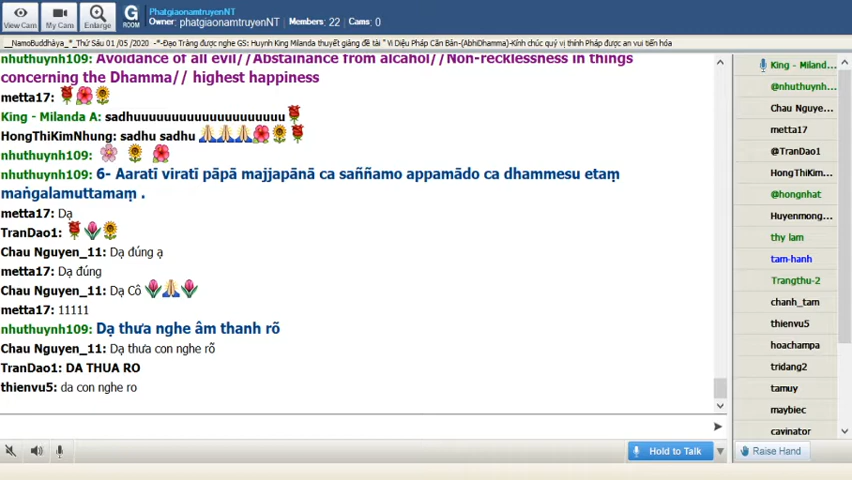 View Cam
My Cam
Enlarge
G
ROOM
PhatgiaonamtruyenNT
Owner: phatgiaonamtruyenNT | Members: 22 | Cams: 0
__NamoBuddhàya_*_Thứ Sáu 01 /05 /2020 -*-Đạo Tràng được nghe GS: Huynh King Milanda thuyết giảng đề tài " Vi Diệu Pháp Căn Bản-(AbhiDhamma)-Kính chúc quý vị thính Pháp được an vui tiến hóa
nhuthuynh109: Avoidance of all evil//Abstainance from alcahol//Non-recklessness in things
concerning the Dhamma// highest happiness
metta17:
King - Milanda A: sadhuuuuuuuuuuuuuuuuuuuu
HongThiKimNhung: sadhu sadhu
nhuthuynh109:
nhuthuynh109: 6- Aaratī viratī pāpā majjapānā ca saññamo appamādo ca dhammesu etaṃ
maṅgalamuttamaṃ .
metta17: Dạ
TranDao1:
Chau Nguyen_11: Dạ đúng ạ
metta17: Dạ đúng
Chau Nguyen_11: Dạ Cô
metta17: 11111
nhuthuynh109: Dạ thưa nghe âm thanh rõ
Chau Nguyen_11: Dạ thưa con nghe rõ
TranDao1: DA THUA RO
thienvu5: da con nghe ro
Hold to Talk
King - Miland...
@nhuthuynh...
Chau Nguye...
metta17
@TranDao1
HongThiKim...
@hongnhat
Huyenmong...
thy lam
tam-hanh
Trangthu-2
chanh_tam
thienvu5
hoachampa
tridang2
tamuy
maybiec
cavinator
Raise Hand